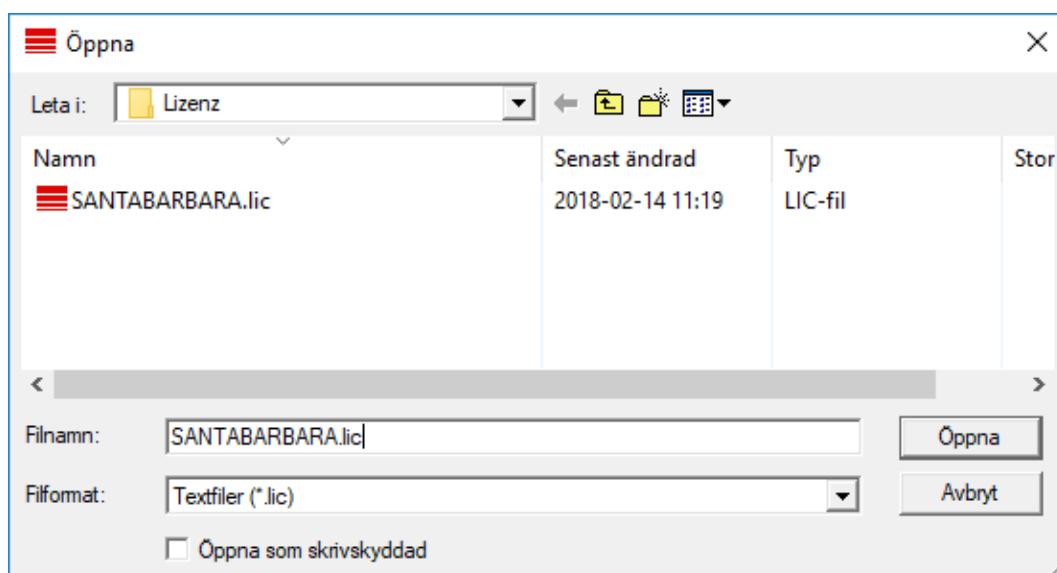 Öppna
Leta i: Lizenz
Namn Senast ändrad Typ Stor
SANTABARBARA.lic 2018-02-14 11:19 LIC-fil
Filnamn: SANTABARBARA.lic Öppna
Filformat: Textfiler (*.lic) Avbryt
Öppna som skrivskyddad